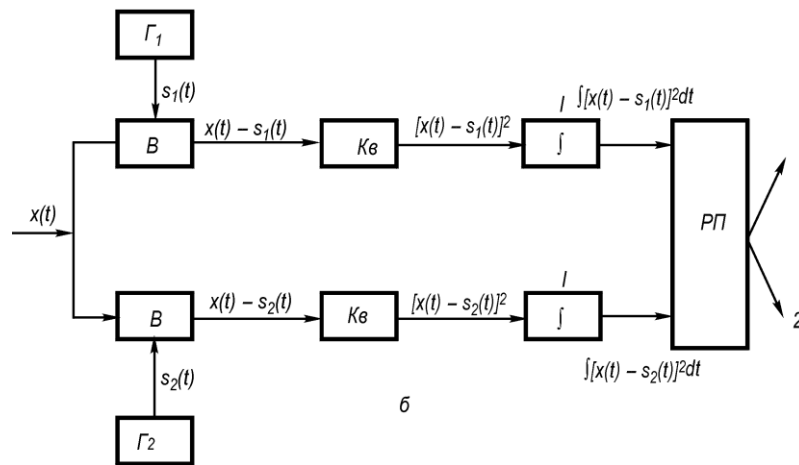 Г1
s1(t)
x(t) – s1(t)
[x(t) – s1(t)]²
I
∫[x(t) – s1(t)]²dt
В
Кв
∫
x(t)
РП
x(t) – s2(t)
[x(t) – s2(t)]²
I
В
Кв
∫
2
s2(t)
∫[x(t) – s2(t)]²dt
б
Г2